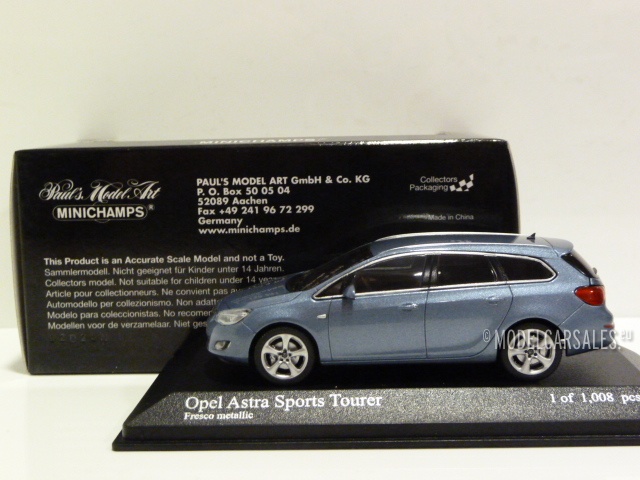 MINICHAMPS
Paul's Model Art
MINICHAMPS®
PAUL'S MODEL ART GmbH & Co. KG
P. O. Box 50 05 04
52089 Aachen
Fax +49 241 96 72 299
Germany
www.minichamps.de
Collectors
Packaging
Made in China
This Product is an Accurate Scale Model and not a Toy.
Sammlermodell. Nicht geeignet für Kinder unter 14 Jahren.
Collectors model. Not suitable for children under 14
Article pour collectionneurs. Ne convient pas
Automodello per collezionismo. Non
Modelo para coleccionistas. No
Modellen voor de verzamelaar. Niet
© MODELCARSALES.EU
Opel Astra Sports Tourer
Fresco metallic
1 of 1,008 pcs